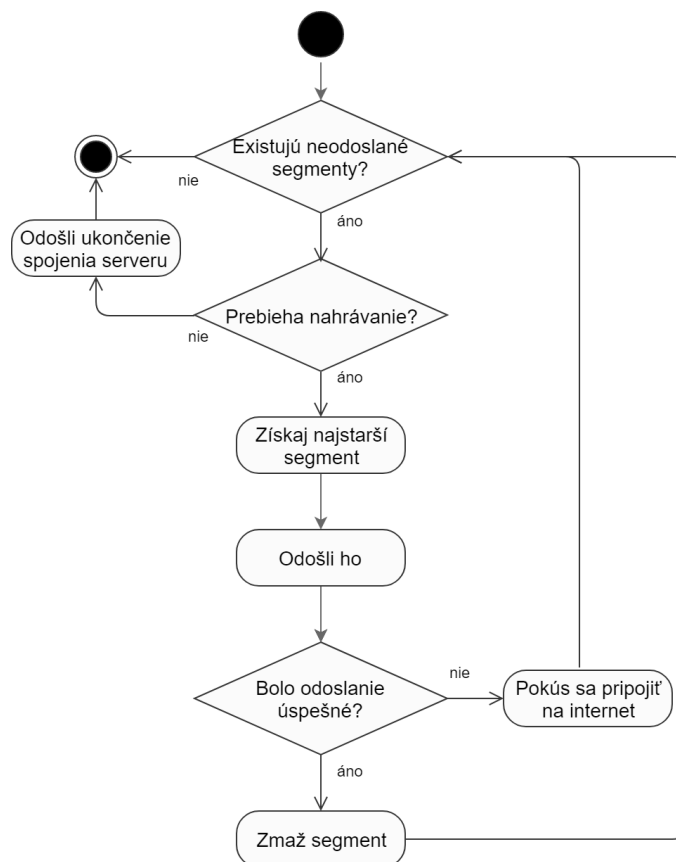 Existujú neodoslané
segmenty?
nie
áno
Odošli ukončenie
spojenia serveru
Prebieha nahrávanie?
nie
áno
Získaj najstarší
segment
Odošli ho
Bolo odoslanie
úspešné?
nie
Pokús sa pripojiť
na internet
áno
Zmaž segment